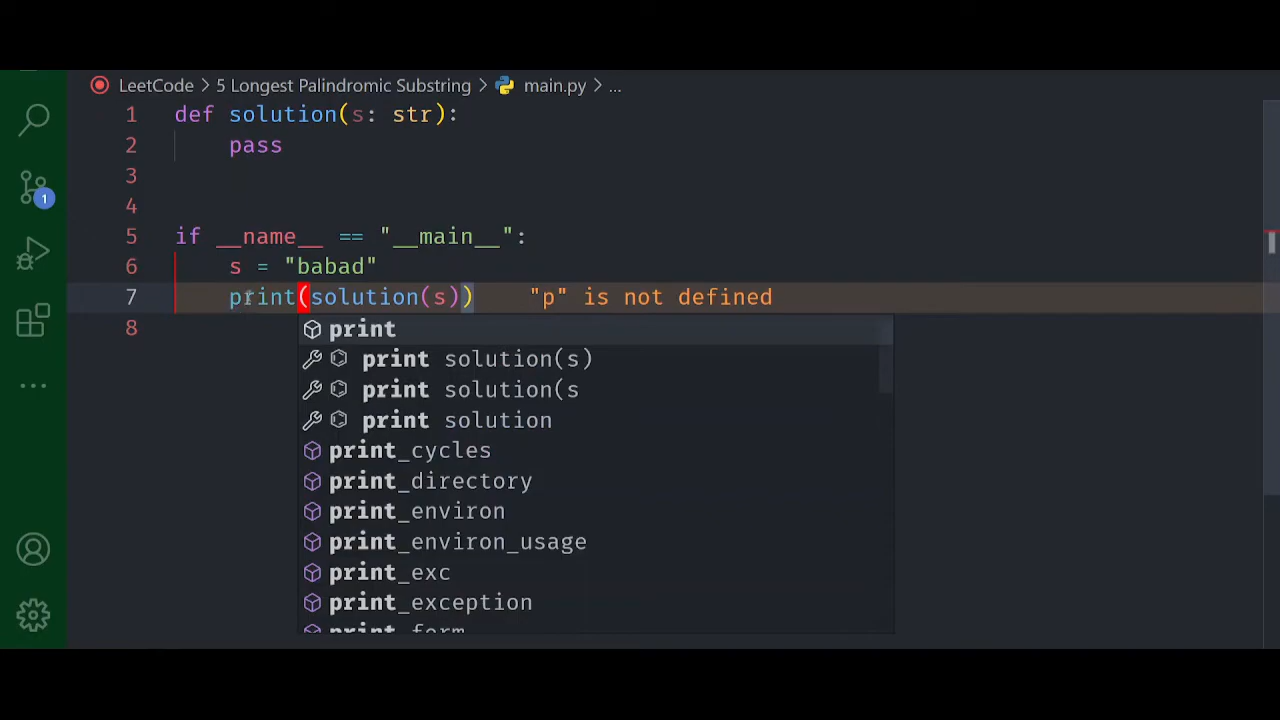 LeetCode > 5 Longest Palindromic Substring > main.py > ...
1 def solution(s: str):
2 pass
3
4
5 if __name__ == "__main__":
6 s = "babad"
7 print(solution(s)) "p" is not defined
8
print
print solution(s)
print solution(s
print solution
print_cycles
print_directory
print_environ
print_environ_usage
print_exc
print_exception
print_form
1